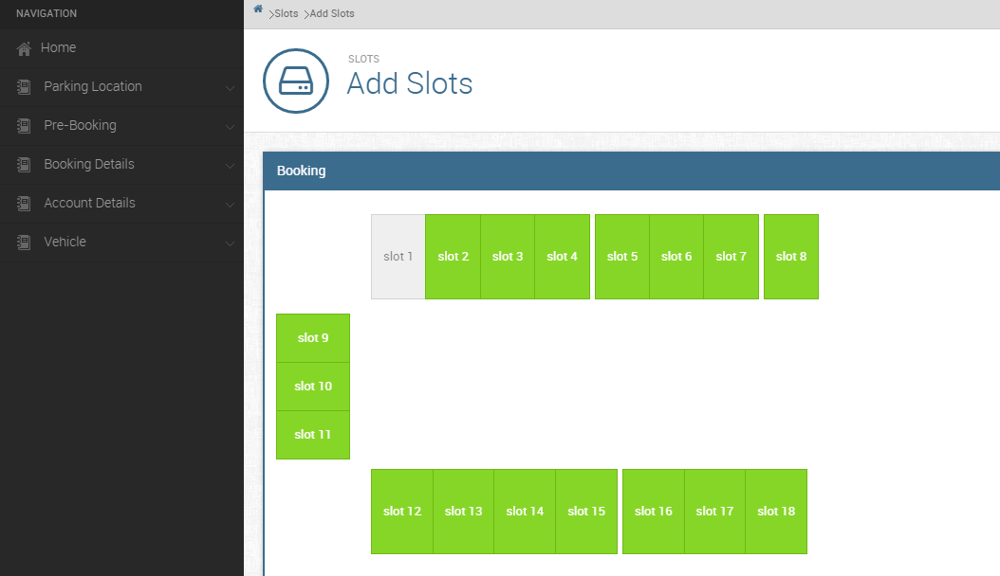 NAVIGATION
Home
Parking Location
Pre-Booking
Booking Details
Account Details
Vehicle
Slots Add Slots
SLOTS
Add Slots
Booking
slot 1 slot 2 slot 3 slot 4 slot 5 slot 6 slot 7 slot 8
slot 9
slot 10
slot 11
slot 12 slot 13 slot 14 slot 15 slot 16 slot 17 slot 18